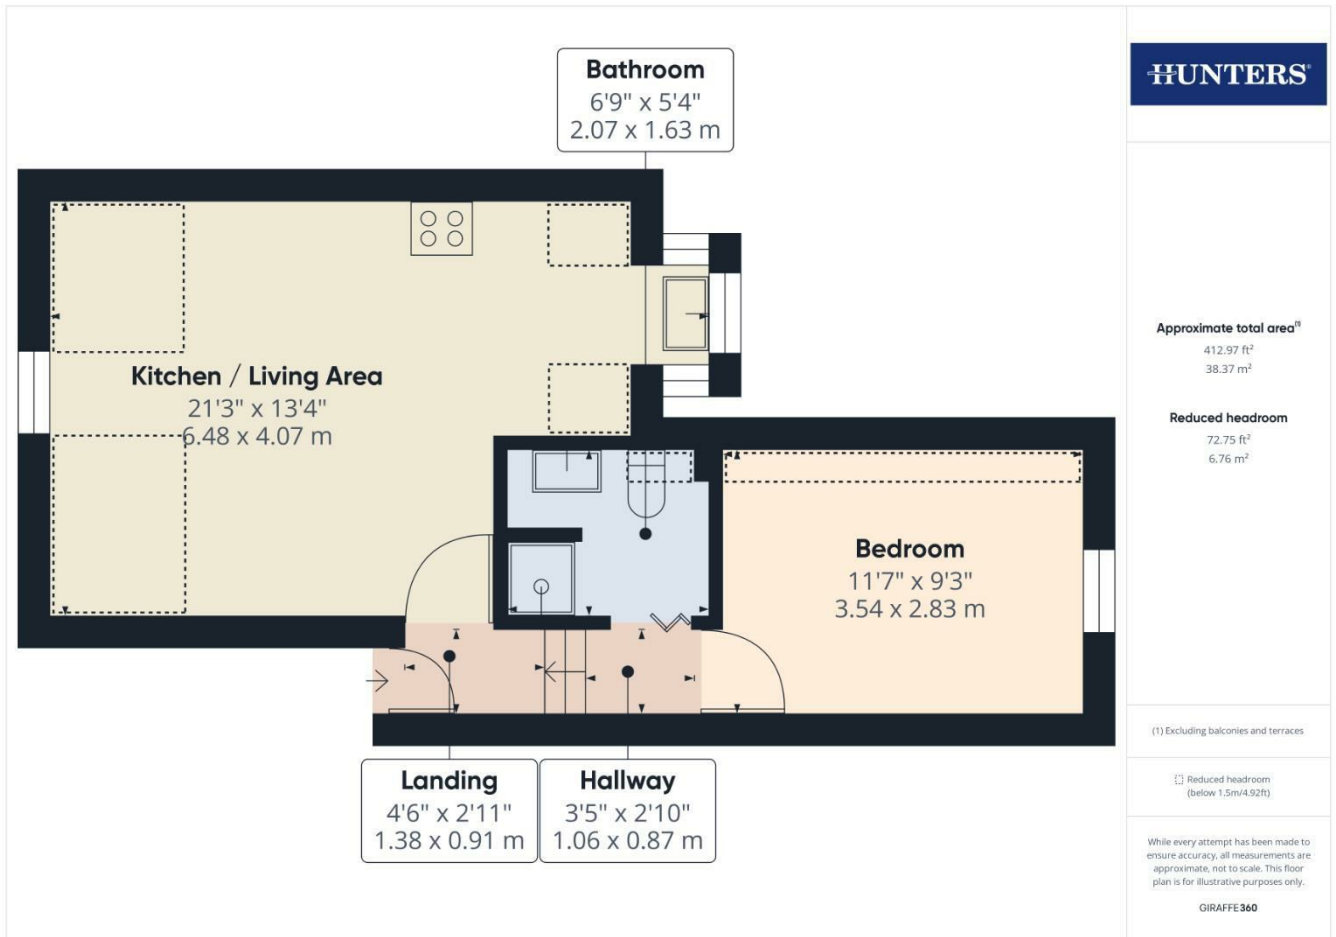 Bathroom
6'9" x 5'4"
2.07 x 1.63 m
Kitchen / Living Area
21'3" x 13'4"
6.48 x 4.07 m
Bedroom
11'7" x 9'3"
3.54 x 2.83 m
Landing
4'6" x 2'11"
1.38 x 0.91 m
Hallway
3'5" x 2'10"
1.06 x 0.87 m
HUNTERS®
Approximate total area(1)
412.97 ft²
38.37 m²
Reduced headroom
72.75 ft²
6.76 m²
(1) Excluding balconies and terraces
Reduced headroom
(below 1.5m/4.92ft)
While every attempt has been made to
ensure accuracy, all measurements are
approximate, not to scale. This floor
plan is for illustrative purposes only.
GIRAFFE360